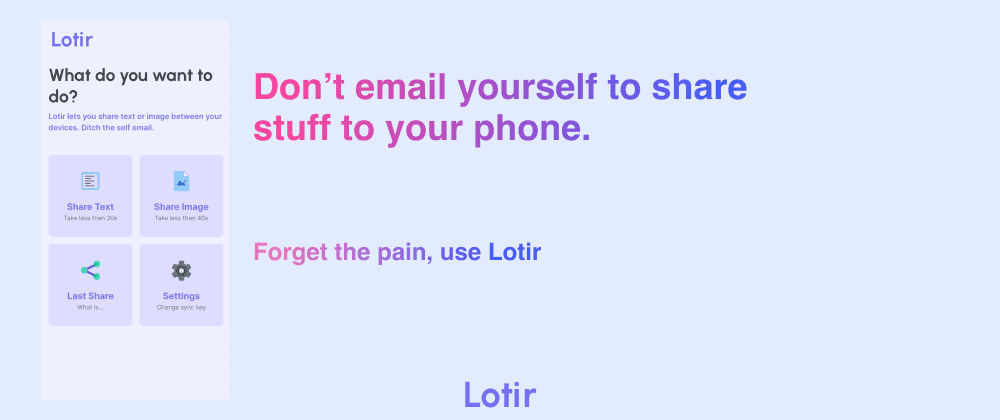 Lotir
What do you want to
do?
Lotir lets you share text or image between your
devices. Ditch the self email.
Share Text
Take less than 20s
Share Image
Take less than 40s
Last Share
What is...
Settings
Change sync key
Don’t email yourself to share
stuff to your phone.
Forget the pain, use Lotir
Lotir